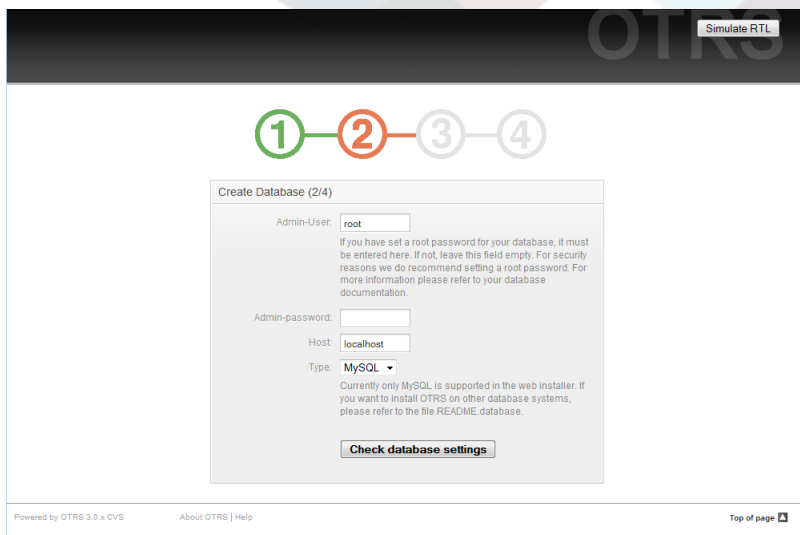 OTRS
Simulate RTL
1 2 3 4
Create Database (2/4)
Admin-User: root
If you have set a root password for your database, it must
be entered here. If not, leave this field empty. For security
reasons we do recommend setting a root password. For
more information please refer to your database
documentation.
Admin-password:
Host: localhost
Type: MySQL
Currently only MySQL is supported in the web installer. If
you want to install OTRS on other database systems,
please refer to the file README.database.
Check database settings
Powered by OTRS 3.0.x CVS About OTRS | Help Top of page